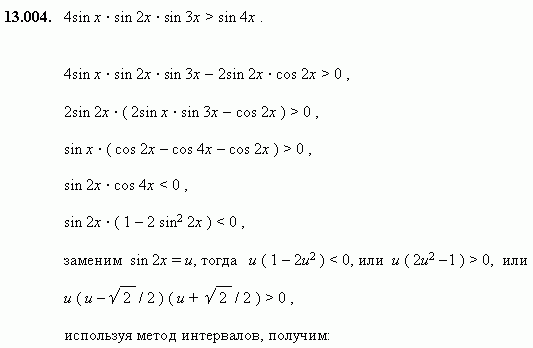 13.004. 4sin x · sin 2x · sin 3x > sin 4x .
4sin x · sin 2x · sin 3x − 2sin 2x · cos 2x > 0 ,
2sin 2x · ( 2sin x · sin 3x − cos 2x ) > 0 ,
sin x · ( cos 2x − cos 4x − cos 2x ) > 0 ,
sin 2x · cos 4x < 0 ,
sin 2x · ( 1 − 2 sin² 2x ) < 0 ,
заменим sin 2x = u, тогда u ( 1 − 2u² ) < 0, или u ( 2u² −1 ) > 0, или
u ( u − √2 / 2 ) ( u + √2 / 2 ) > 0 ,
используя метод интервалов, получим: